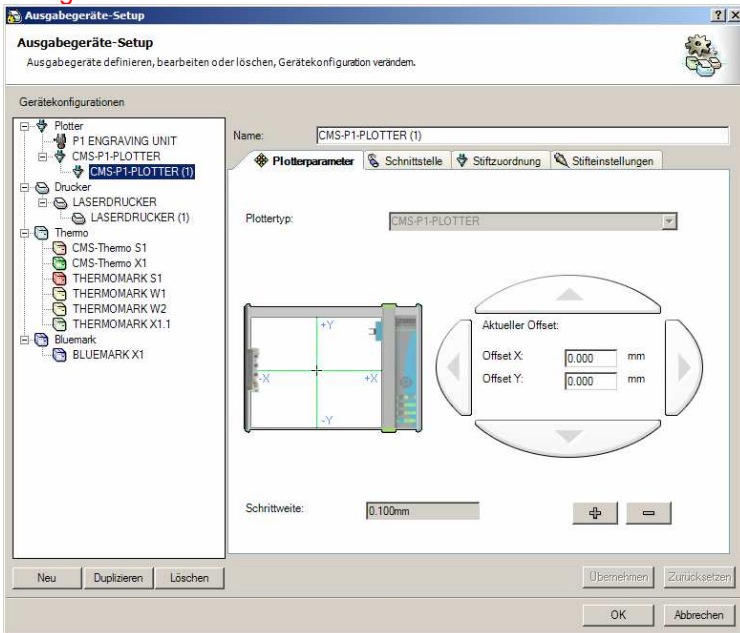 Ausgabegeräte-Setup
Ausgabegeräte-Setup
Ausgabegeräte definieren, bearbeiten oder löschen, Gerätekonfiguration verändern.
Gerätekonfigurationen
Plotter
P1 ENGRAVING UNIT
CMS-P1-PLOTTER
CMS-P1-PLOTTER (1)
Drucker
LASERDRUCKER
LASERDRUCKER (1)
Thermo
CMS-Thermo S1
CMS-Thermo X1
THERMOMARK S1
THERMOMARK W1
THERMOMARK W2
THERMOMARK X1.1
Bluemark
BLUEMARK X1
Neu Duplizieren Löschen
Name: CMS-P1-PLOTTER (1)
Plotterparameter Schnittstelle Stiftzuordnung Stifteinstellungen
Plottertyp: CMS-P1-PLOTTER
+Y
-X +X
-Y
Aktueller Offset:
Offset X: 0.000 mm
Offset Y: 0.000 mm
Schrittweite: 0.100mm
Übernehmen Zurücksetzen
OK Abbrechen